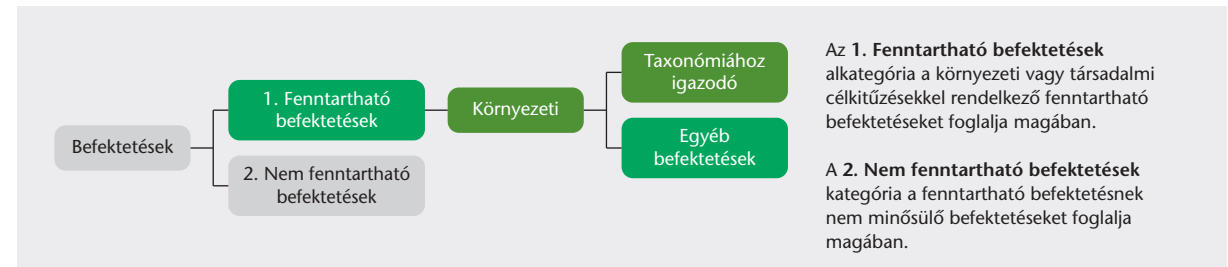 Befektetések
1. Fenntartható
befektetések
2. Nem fenntartható
befektetések
Környezeti
Taxonómiához
igazodó
Egyéb
befektetések
Az 1. Fenntartható befektetések
alkategória a környezeti vagy társadalmi
célkitűzésekkel rendelkező fenntartható
befektetéseket foglalja magában.
A 2. Nem fenntartható befektetések
kategória a fenntartható befektetésnek
nem minősülő befektetéseket foglalja
magában.